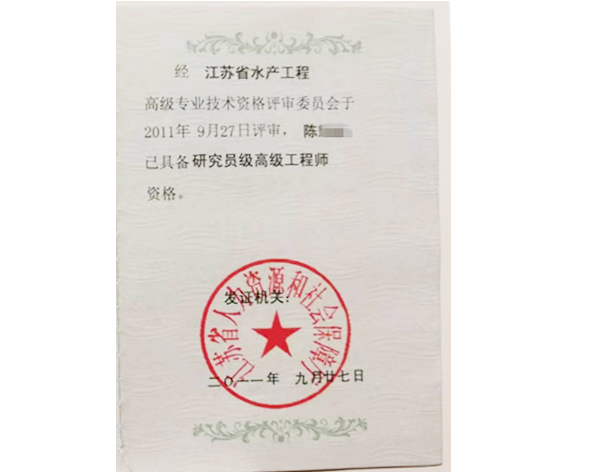 经 江苏省水产工程
高级专业技术资格评审委员会于
2011年 9月27日评审，陈
已具备研究员级高级工程师
资格。
江苏省人力资源和社会保障厅
发证机关：
二〇一一年 九月廿七日